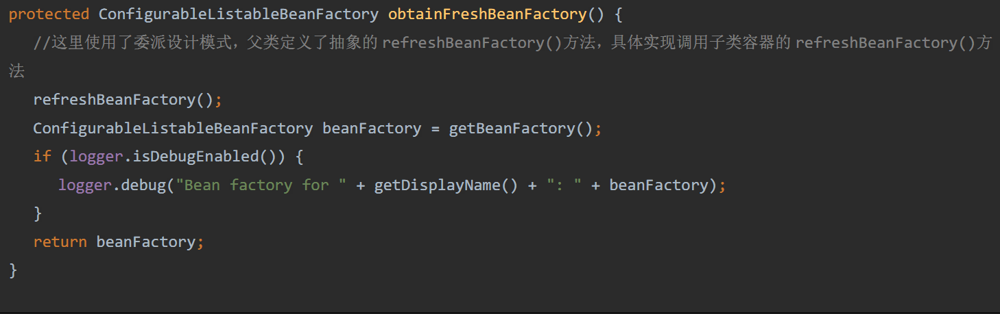 protected ConfigurableListableBeanFactory obtainFreshBeanFactory() {
//这里使用了委派设计模式，父类定义了抽象的 refreshBeanFactory()方法，具体实现调用子类容器的 refreshBeanFactory()方
法
refreshBeanFactory();
ConfigurableListableBeanFactory beanFactory = getBeanFactory();
if (logger.isDebugEnabled()) {
logger.debug("Bean factory for " + getDisplayName() + ": " + beanFactory);
}
return beanFactory;
}